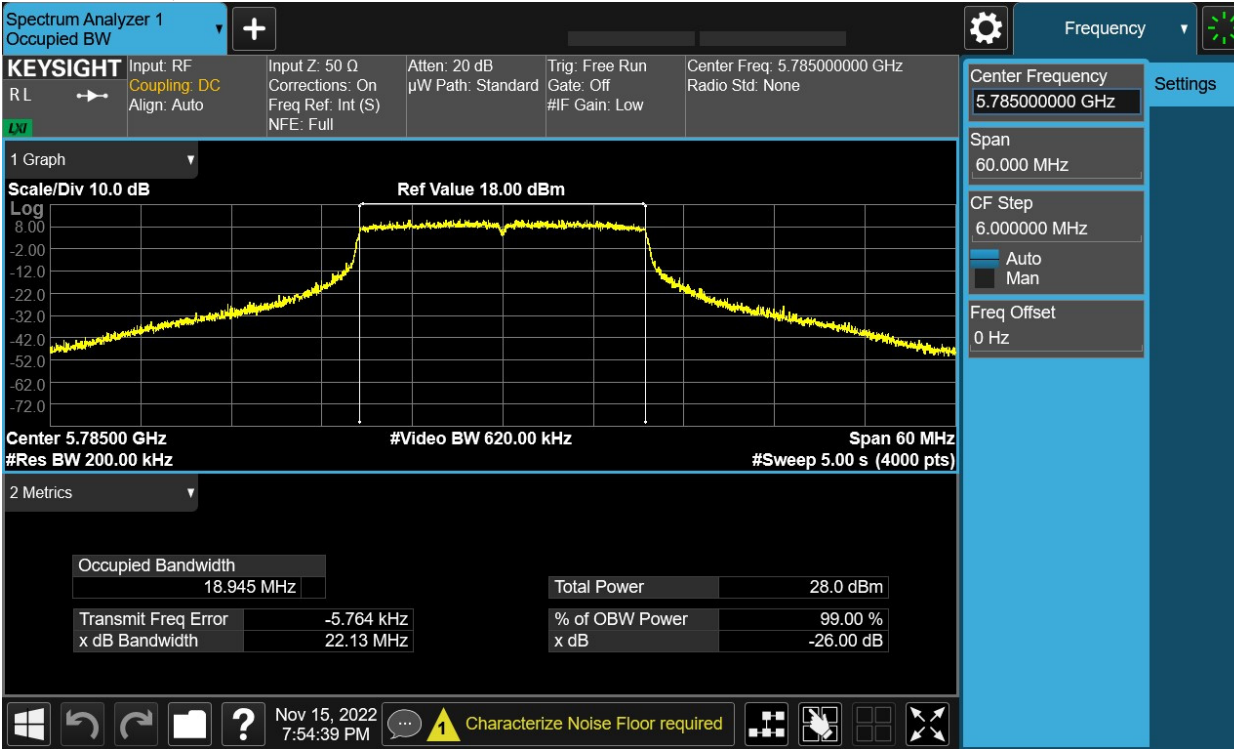 Spectrum Analyzer 1
Occupied BW
+
Frequency
KEYSIGHT
R L
LXI
Input: RF
Coupling: DC
Align: Auto
Input Z: 50 Ω
Corrections: On
Freq Ref: Int (S)
NFE: Full
Atten: 20 dB
µW Path: Standard
Trig: Free Run
Gate: Off
#IF Gain: Low
Center Freq: 5.785000000 GHz
Radio Std: None
Center Frequency
5.785000000 GHz
Settings
Span
60.000 MHz
CF Step
6.000000 MHz
Auto
Man
Freq Offset
0 Hz
1 Graph
Scale/Div 10.0 dB
Ref Value 18.00 dBm
Log
8.00
-2.00
-12.0
-22.0
-32.0
-42.0
-52.0
-62.0
-72.0
Center 5.78500 GHz
#Video BW 620.00 kHz
Span 60 MHz
#Res BW 200.00 kHz
#Sweep 5.00 s (4000 pts)
2 Metrics
Occupied Bandwidth
18.945 MHz
Total Power 28.0 dBm
Transmit Freq Error -5.764 kHz
% of OBW Power 99.00 %
x dB Bandwidth 22.13 MHz
x dB -26.00 dB
?
Nov 15, 2022
7:54:39 PM
1
Characterize Noise Floor required